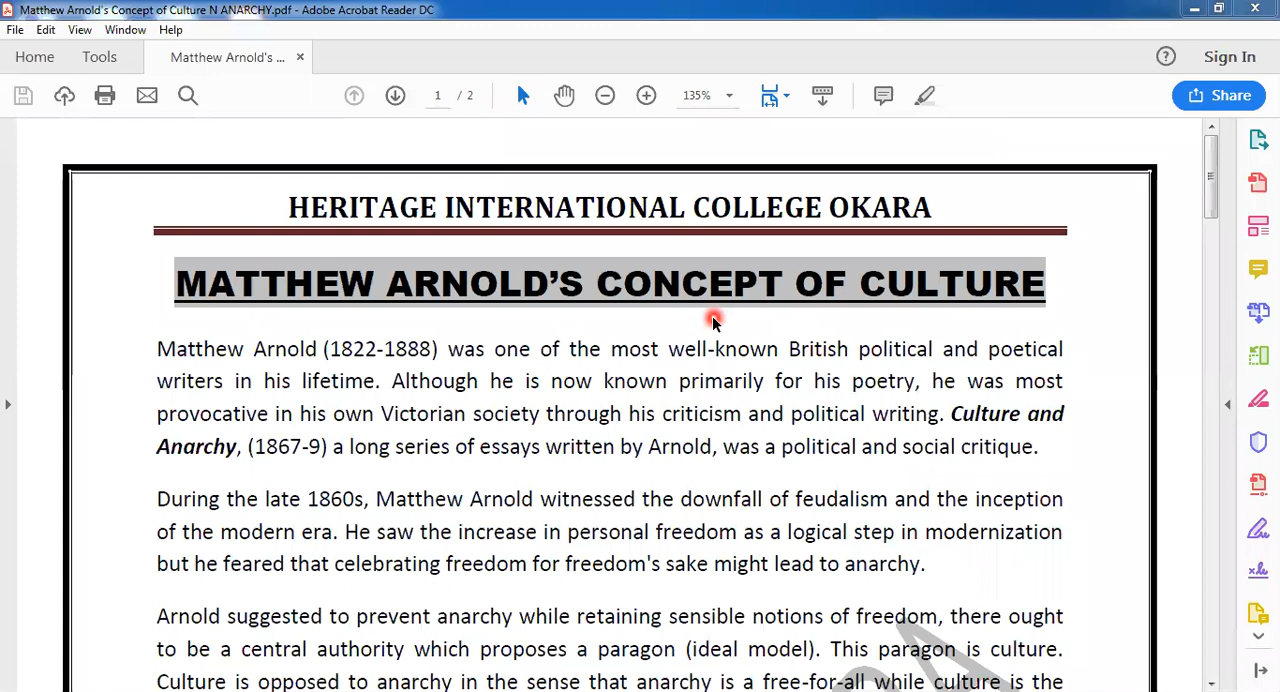 Matthew Arnold's Concept of Culture N ANARCHY.pdf - Adobe Acrobat Reader DC
File Edit View Window Help
Home Tools Matthew Arnold's ... × ? Sign In
1 / 2 135% Share
HERITAGE INTERNATIONAL COLLEGE OKARA
MATTHEW ARNOLD’S CONCEPT OF CULTURE
Matthew Arnold (1822-1888) was one of the most well-known British political and poetical
writers in his lifetime. Although he is now known primarily for his poetry, he was most
provocative in his own Victorian society through his criticism and political writing. Culture and
Anarchy, (1867-9) a long series of essays written by Arnold, was a political and social critique.
During the late 1860s, Matthew Arnold witnessed the downfall of feudalism and the inception
of the modern era. He saw the increase in personal freedom as a logical step in modernization
but he feared that celebrating freedom for freedom's sake might lead to anarchy.
Arnold suggested to prevent anarchy while retaining sensible notions of freedom, there ought
to be a central authority which proposes a paragon (ideal model). This paragon is culture.
Culture is opposed to anarchy in the sense that anarchy is a free-for-all while culture is the